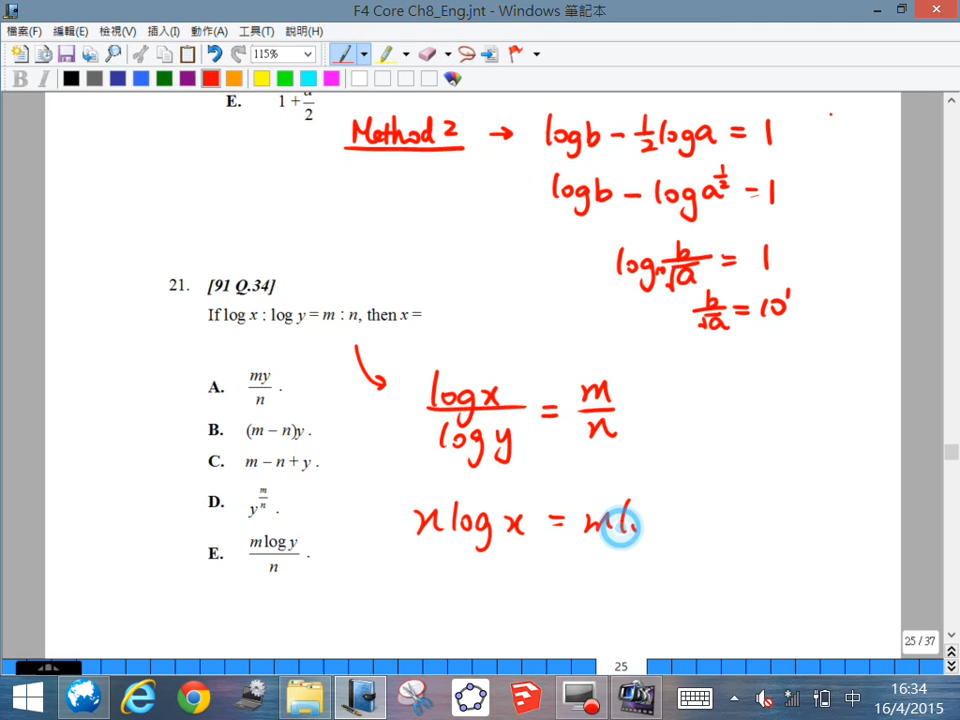 F4 Core Ch8_Eng.jnt - Windows 筆記本
檔案(F) 編輯(E) 檢視(V) 插入(I) 動作(A) 工具(T) 說明(H)
115%
B I
E. 1 + a/2
Method 2 → log b - 1/2 log a = 1
log b - log a^{1/2} = 1
log₁₀ b/√a = 1
b/√a = 10¹
21. [91 Q.34]
If log x : log y = m : n, then x =
A. my/n .
B. (m – n)y .
C. m – n + y .
D. y^{m/n} .
E. m log y/n .
log x/log y = m/n
n log x = m l
25 / 37
25
中
16:34
16/4/2015